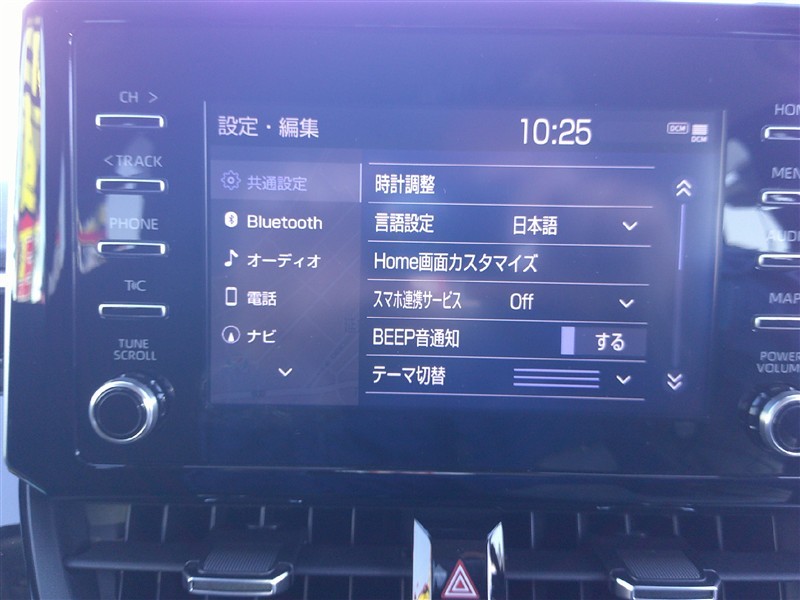 CH >
< TRACK
PHONE
T C
TUNE
SCROLL
設定・編集
10:25
DCM
DCM
共通設定
Bluetooth
オーディオ
電話
ナビ
時計調整
言語設定 日本語
Home画面カスタマイズ
スマホ連携サービス Off
BEEP音通知 する
テーマ切替
HOM
MEN
AUDI
MAP
POWER
VOLUM